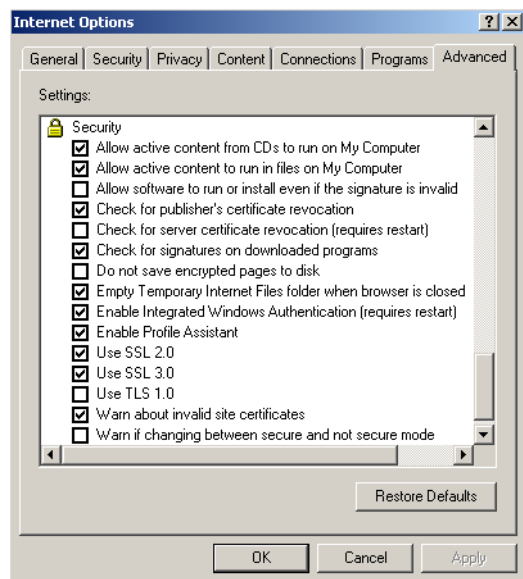 Internet Options
General Security Privacy Content Connections Programs Advanced
Settings:
Security
Allow active content from CDs to run on My Computer
Allow active content to run in files on My Computer
Allow software to run or install even if the signature is invalid
Check for publisher's certificate revocation
Check for server certificate revocation (requires restart)
Check for signatures on downloaded programs
Do not save encrypted pages to disk
Empty Temporary Internet Files folder when browser is closed
Enable Integrated Windows Authentication (requires restart)
Enable Profile Assistant
Use SSL 2.0
Use SSL 3.0
Use TLS 1.0
Warn about invalid site certificates
Warn if changing between secure and not secure mode
Restore Defaults
OK Cancel Apply